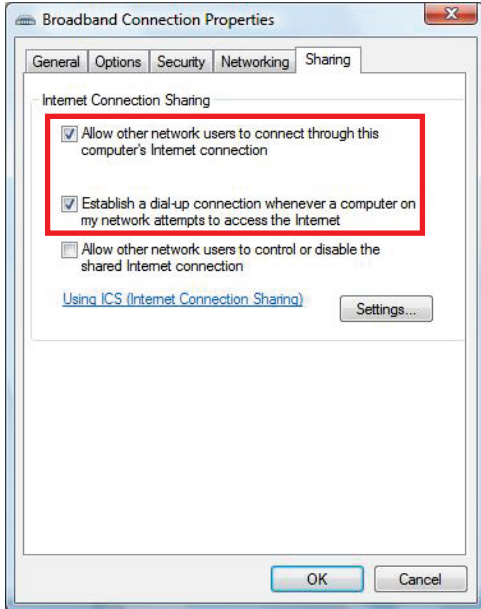 Broadband Connection Properties
General Options Security Networking Sharing
Internet Connection Sharing
Allow other network users to connect through this
computer's Internet connection
Establish a dial-up connection whenever a computer on
my network attempts to access the Internet
Allow other network users to control or disable the
shared Internet connection
Using ICS (Internet Connection Sharing)
Settings...
OK Cancel